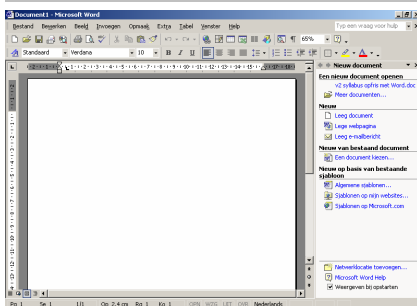 Document1 - Microsoft Word
Bestand Bewerken Beeld Invoegen Opmaak Extra Tabel Venster Help Typ een vraag voor hulp
65%
Standaard Verdana 10 B I U
Nieuw document
Een nieuw document openen
v2 syllabus opfris met Word.doc
Meer documenten...
Nieuw
Leeg document
Lege webpagina
Leeg e-mailbericht
Nieuw van bestaand document
Een document kiezen...
Nieuw op basis van bestaande
sjabloon
Algemene sjablonen...
Sjablonen op mijn websites...
Sjablonen op Microsoft.com
Netwerklocatie toevoegen...
Microsoft Word Help
Weergeven bij opstarten
Pg 1 Se 1 1/1 Op 2,4 cm Rg 1 Ko 1 OPN WIJZ UIT OVR Nederlands